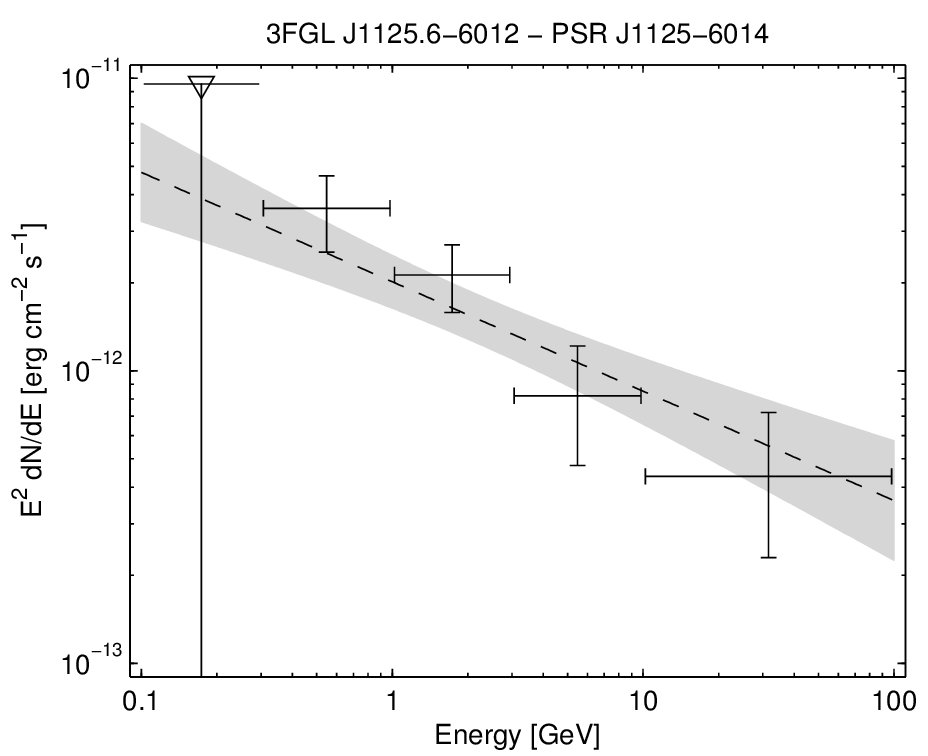 3FGL J1125.6−6012 − PSR J1125−6014
E² dN/dE [erg cm⁻² s⁻¹]
10⁻¹¹
10⁻¹²
10⁻¹³
0.1 1 10 100
Energy [GeV]